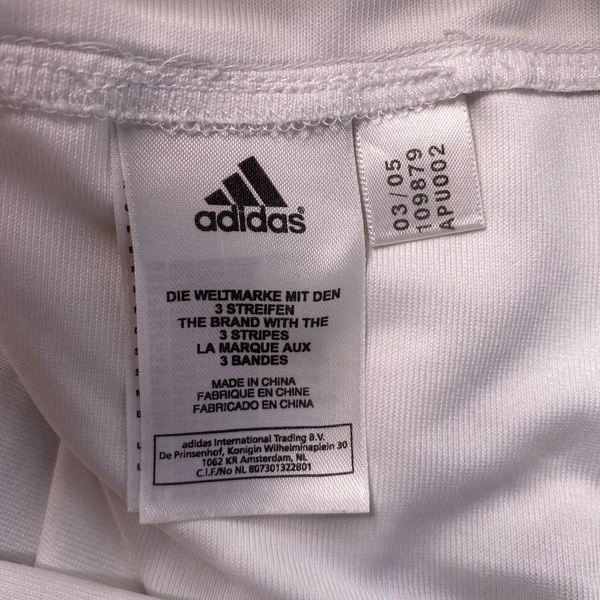 adidas®
DIE WELTMARKE MIT DEN
3 STREIFEN
THE BRAND WITH THE
3 STRIPES
LA MARQUE AUX
3 BANDES
MADE IN CHINA
FABRIQUE EN CHINE
FABRICADO EN CHINA
adidas International Trading B.V.
De Prinsenhof, Konigin Wilhelminaplein 30
1062 KR Amsterdam, NL
C.I.F./No NL 807301322B01
03/05
109879
APU002